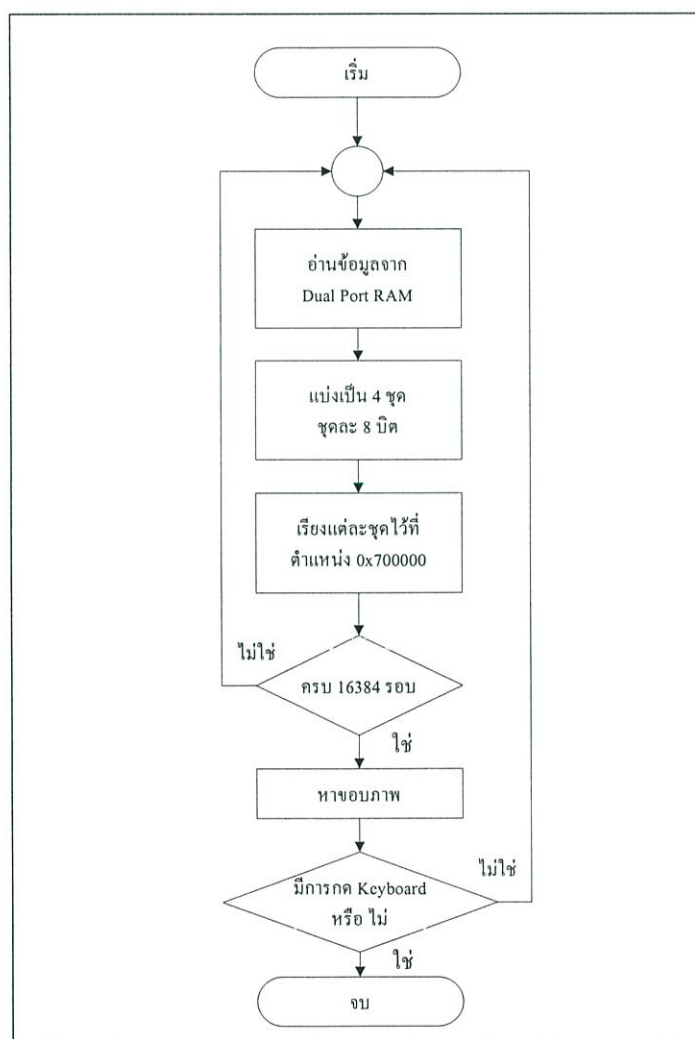 เริ่ม
อ่านข้อมูลจาก
Dual Port RAM
แบ่งเป็น 4 ชุด
ชุดละ 8 บิต
เรียงแต่ละชุดไว้ที่
ตำแหน่ง 0x700000
ไม่ใช่
ครบ 16384 รอบ
ใช่
หาขอบภาพ
ไม่ใช่
มีการกด Keyboard
หรือ ไม่
ใช่
จบ